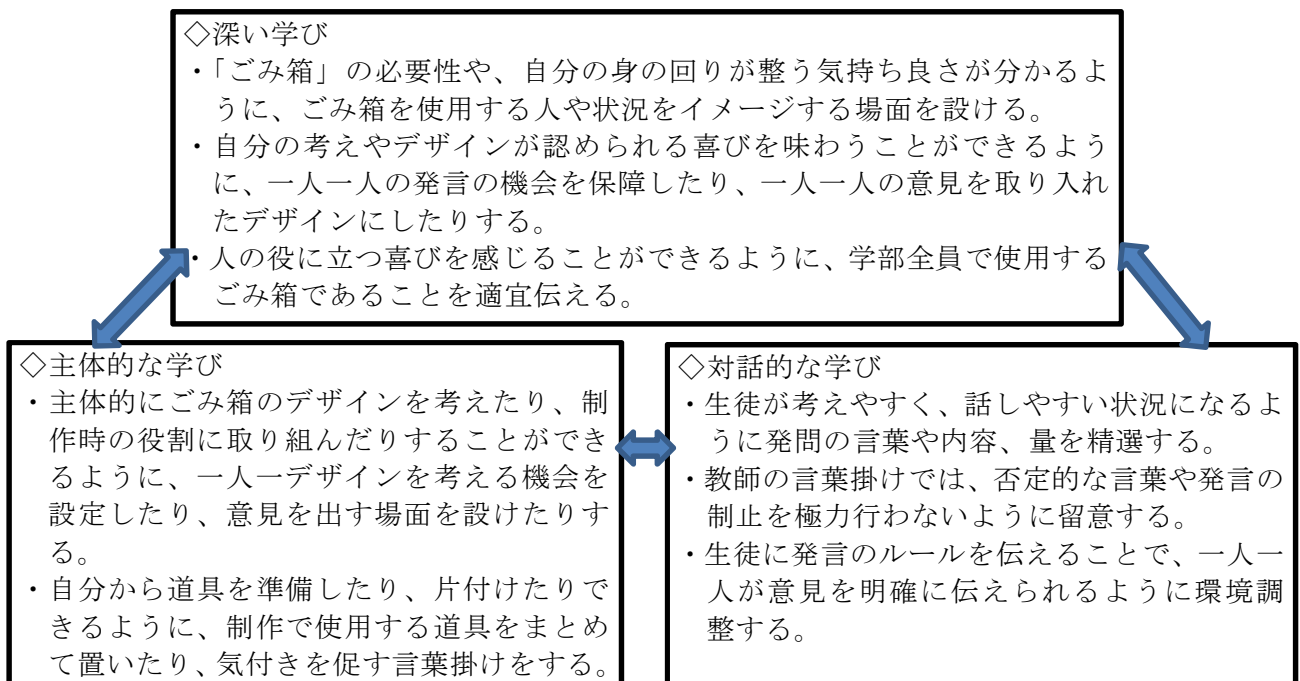 ◇深い学び
・「ごみ箱」の必要性や、自分の身の回りが整う気持ち良さが分かるよ
うに、ごみ箱を使用する人や状況をイメージする場面を設ける。
・自分の考えやデザインが認められる喜びを味わうことができるよう
に、一人一人の発言の機会を保障したり、一人一人の意見を取り入れ
たデザインにしたりする。
・人の役に立つ喜びを感じることができるように、学部全員で使用する
ごみ箱であることを適宜伝える。
◇主体的な学び
・主体的にごみ箱のデザインを考えたり、制
作時の役割に取り組んだりすることができ
るように、一人一デザインを考える機会を
設定したり、意見を出す場面を設けたりす
る。
・自分から道具を準備したり、片付けたりで
きるように、制作で使用する道具をまとめ
て置いたり、気付きを促す言葉掛けをする。
◇対話的な学び
・生徒が考えやすく、話しやすい状況になるよ
うに発問の言葉や内容、量を精選する。
・教師の言葉掛けでは、否定的な言葉や発言の
制止を極力行わないように留意する。
・生徒に発言のルールを伝えることで、一人一
人が意見を明確に伝えられるように環境調
整する。